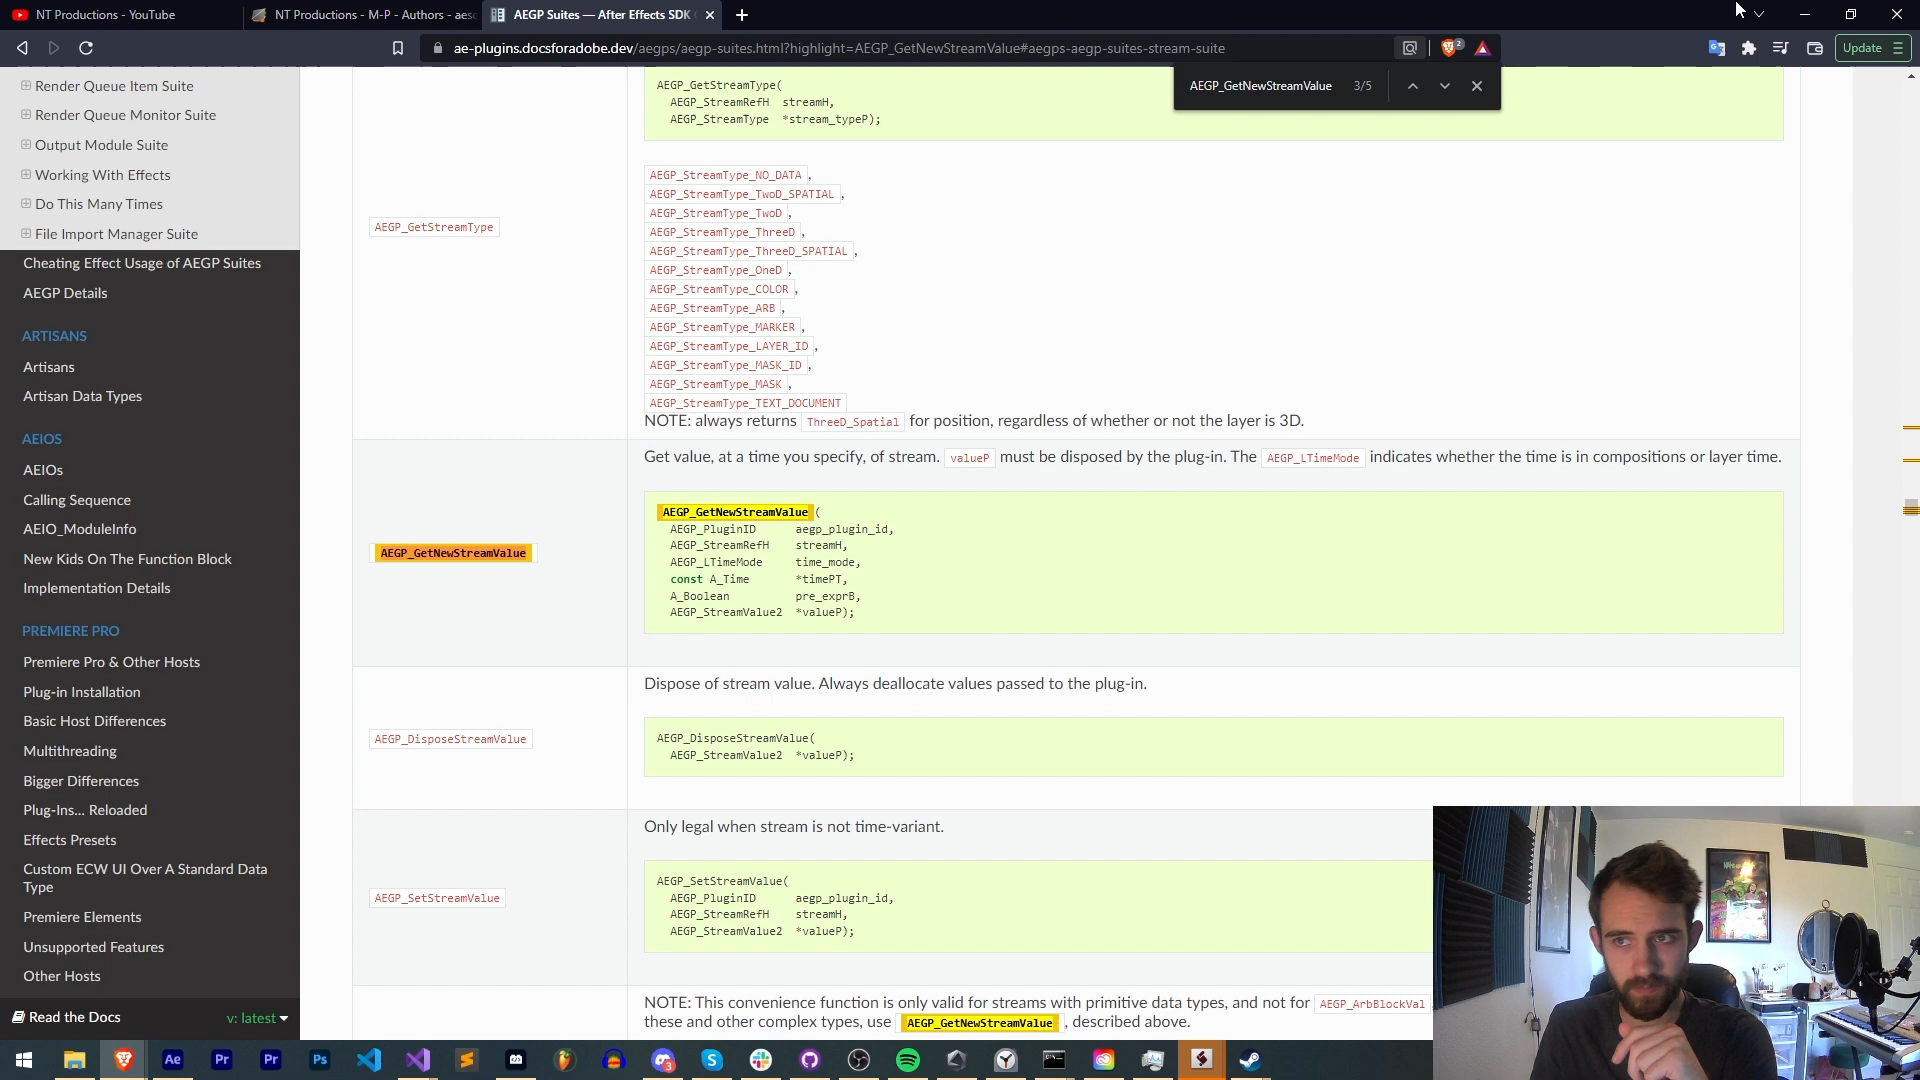 NT Productions - YouTube
NT Productions - M-P - Authors - aesc
AEGP Suites — After Effects SDK
ae-plugins.docsforadobe.dev/aegps/aegp-suites.html?highlight=AEGP_GetNewStreamValue#aegps-aegp-suites-stream-suite
2
Update
AEGP_GetNewStreamValue 3/5
Render Queue Item Suite
Render Queue Monitor Suite
Output Module Suite
Working With Effects
Do This Many Times
File Import Manager Suite
Cheating Effect Usage of AEGP Suites
AEGP Details
ARTISANS
Artisans
Artisan Data Types
AEIOS
AEIOs
Calling Sequence
AEIO_ModuleInfo
New Kids On The Function Block
Implementation Details
PREMIERE PRO
Premiere Pro & Other Hosts
Plug-in Installation
Basic Host Differences
Multithreading
Bigger Differences
Plug-Ins... Reloaded
Effects Presets
Custom ECW UI Over A Standard Data
Type
Premiere Elements
Unsupported Features
Other Hosts
Read the Docs v: latest
AEGP_GetStreamType
AEGP_GetStreamType(
AEGP_StreamRefH streamH,
AEGP_StreamType *stream_typeP);
AEGP_StreamType_NO_DATA ,
AEGP_StreamType_TwoD_SPATIAL ,
AEGP_StreamType_TwoD ,
AEGP_StreamType_ThreeD ,
AEGP_StreamType_ThreeD_SPATIAL ,
AEGP_StreamType_OneD ,
AEGP_StreamType_COLOR ,
AEGP_StreamType_ARB ,
AEGP_StreamType_MARKER ,
AEGP_StreamType_LAYER_ID ,
AEGP_StreamType_MASK_ID ,
AEGP_StreamType_MASK ,
AEGP_StreamType_TEXT_DOCUMENT
NOTE: always returns ThreeD_Spatial for position, regardless of whether or not the layer is 3D.
AEGP_GetNewStreamValue
Get value, at a time you specify, of stream. valueP must be disposed by the plug-in. The AEGP_LTimeMode indicates whether the time is in compositions or layer time.
AEGP_GetNewStreamValue (
AEGP_PluginID aegp_plugin_id,
AEGP_StreamRefH streamH,
AEGP_LTimeMode time_mode,
const A_Time *timePT,
A_Boolean pre_exprB,
AEGP_StreamValue2 *valueP);
AEGP_DisposeStreamValue
Dispose of stream value. Always deallocate values passed to the plug-in.
AEGP_DisposeStreamValue(
AEGP_StreamValue2 *valueP);
AEGP_SetStreamValue
Only legal when stream is not time-variant.
AEGP_SetStreamValue(
AEGP_PluginID aegp_plugin_id,
AEGP_StreamRefH streamH,
AEGP_StreamValue2 *valueP);
NOTE: This convenience function is only valid for streams with primitive data types, and not for AEGP_ArbBlockVal
these and other complex types, use AEGP_GetNewStreamValue , described above.
Ae Pr Pr Ps 3